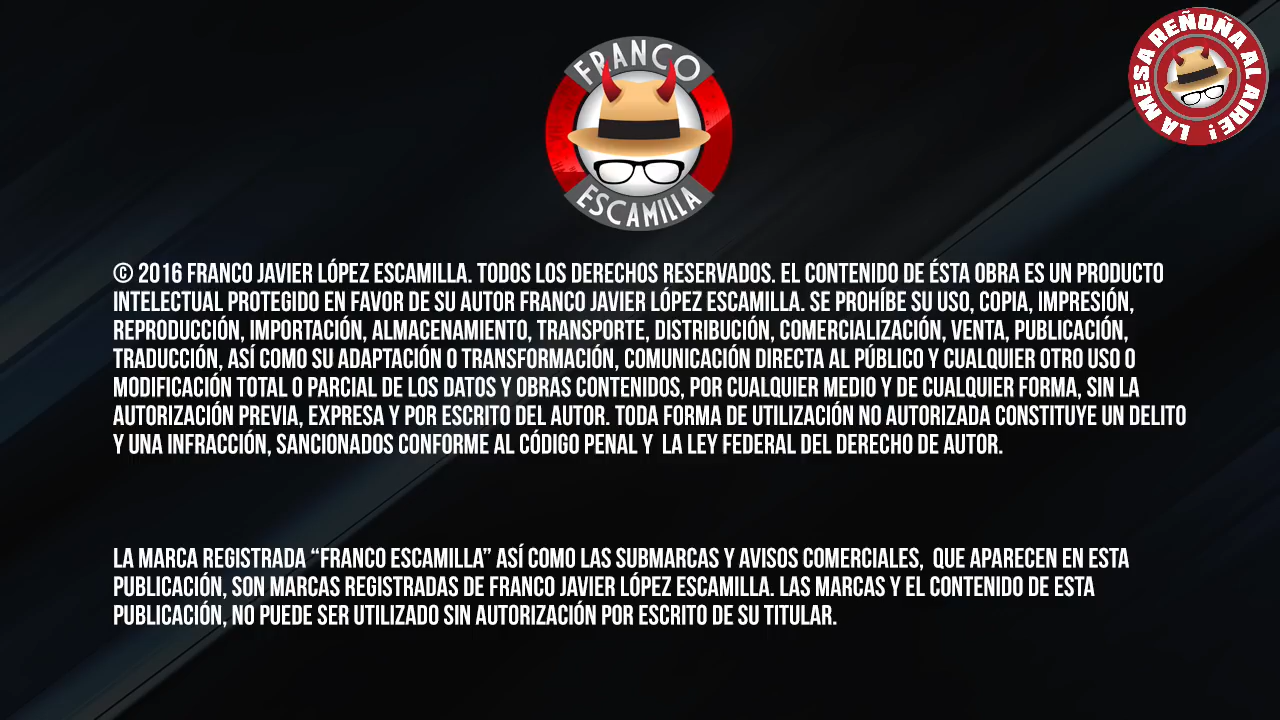 FRANCO
ESCAMILLA
LA MESA REÑOÑA AL AIRE!
© 2016 FRANCO JAVIER LÓPEZ ESCAMILLA. TODOS LOS DERECHOS RESERVADOS. EL CONTENIDO DE ÉSTA OBRA ES UN PRODUCTO
INTELECTUAL PROTEGIDO EN FAVOR DE SU AUTOR FRANCO JAVIER LÓPEZ ESCAMILLA. SE PROHÍBE SU USO, COPIA, IMPRESIÓN,
REPRODUCCIÓN, IMPORTACIÓN, ALMACENAMIENTO, TRANSPORTE, DISTRIBUCIÓN, COMERCIALIZACIÓN, VENTA, PUBLICACIÓN,
TRADUCCIÓN, ASÍ COMO SU ADAPTACIÓN O TRANSFORMACIÓN, COMUNICACIÓN DIRECTA AL PÚBLICO Y CUALQUIER OTRO USO O
MODIFICACIÓN TOTAL O PARCIAL DE LOS DATOS Y OBRAS CONTENIDOS, POR CUALQUIER MEDIO Y DE CUALQUIER FORMA, SIN LA
AUTORIZACIÓN PREVIA, EXPRESA Y POR ESCRITO DEL AUTOR. TODA FORMA DE UTILIZACIÓN NO AUTORIZADA CONSTITUYE UN DELITO
Y UNA INFRACCIÓN, SANCIONADOS CONFORME AL CÓDIGO PENAL Y  LA LEY FEDERAL DEL DERECHO DE AUTOR.
LA MARCA REGISTRADA “FRANCO ESCAMILLA” ASÍ COMO LAS SUBMARCAS Y AVISOS COMERCIALES,  QUE APARECEN EN ESTA
PUBLICACIÓN, SON MARCAS REGISTRADAS DE FRANCO JAVIER LÓPEZ ESCAMILLA. LAS MARCAS Y EL CONTENIDO DE ESTA
PUBLICACIÓN, NO PUEDE SER UTILIZADO SIN AUTORIZACIÓN POR ESCRITO DE SU TITULAR.